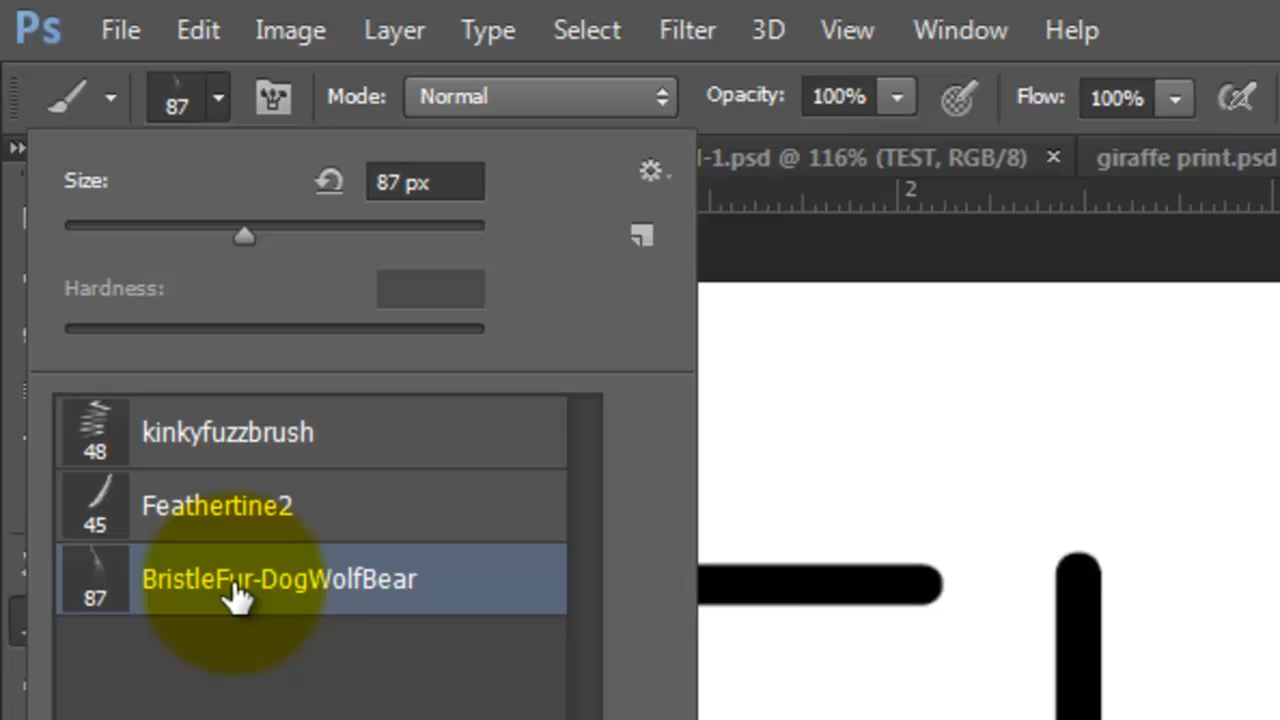 Ps File Edit Image Layer Type Select Filter 3D View Window Help
87 Mode: Normal Opacity: 100% Flow: 100%
l-1.psd @ 116% (TEST, RGB/8) × giraffe print.psd
Size: 87 px
2
Hardness:
48 kinkyfuzzbrush
45 Feathertine2
87 BristleFur-DogWolfBear